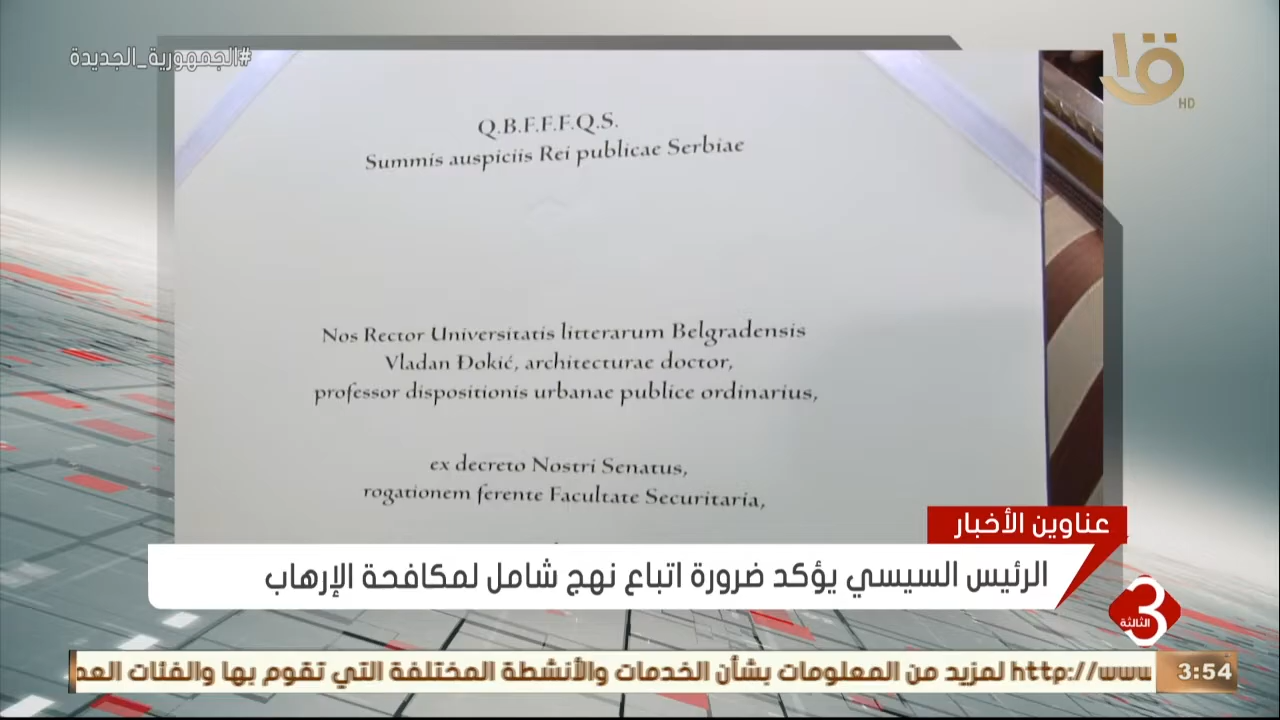 #الجمهورية_الجديدة
HD
Q.B.F.F.F.Q.S.
Summis auspiciis Rei publicae Serbiae
Nos Rector Universitatis litterarum Belgradensis
Vladan Đokić, architecturae doctor,
professor dispositionis urbanae publice ordinarius,
ex decreto Nostri Senatus,
rogationem ferente Facultate Securitaria,
عناوين الأخبار
الرئيس السيسي يؤكد ضرورة اتباع نهج شامل لمكافحة الإرهاب
3
الثالثة
http://www لمزيد من المعلومات بشأن الخدمات والأنشطة المختلفة التي تقوم بها والفئات
3:54